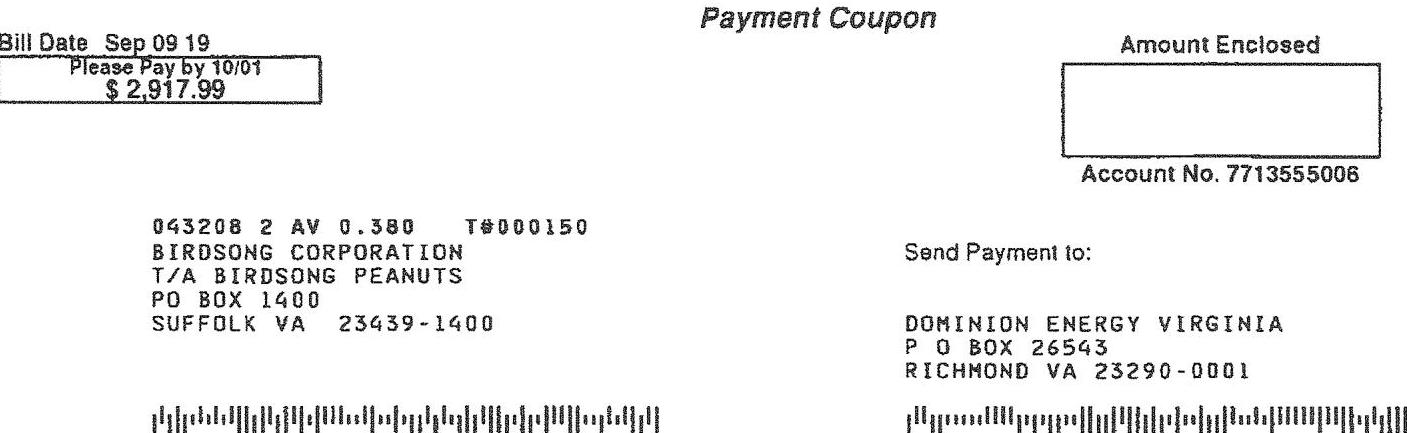 Payment Coupon
Bill Date Sep 09 19
Please Pay by 10/01
$ 2,917.99
Amount Enclosed
Account No. 7713555006
043208 2 AV 0.380 T#000150
BIRDSONG CORPORATION
T/A BIRDSONG PEANUTS
PO BOX 1400
SUFFOLK VA 23439-1400
Send Payment to:
DOMINION ENERGY VIRGINIA
P O BOX 26543
RICHMOND VA 23290-0001